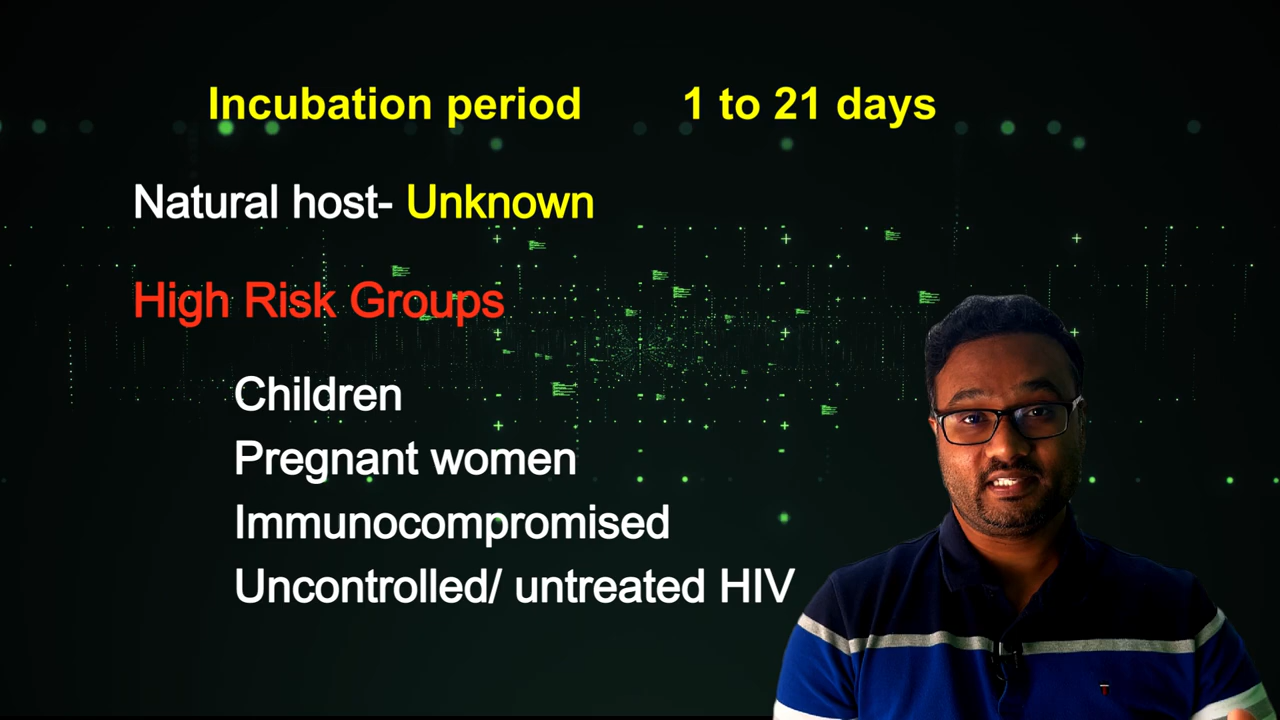 Incubation period 1 to 21 days
Natural host- Unknown
High Risk Groups
Children
Pregnant women
Immunocompromised
Uncontrolled/ untreated HIV